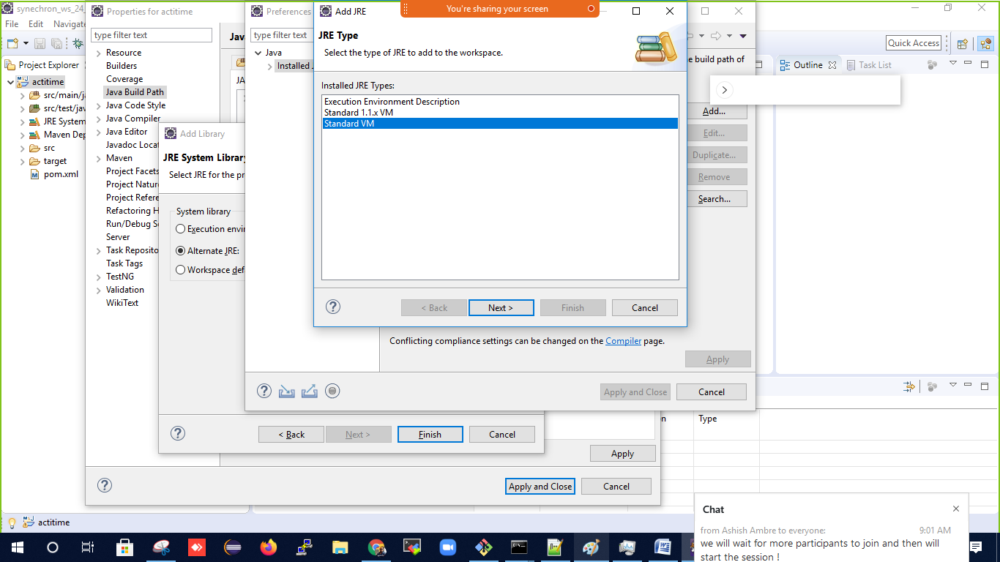 synechron_ws_24_
File Edit Navigate
Quick Access
Project Explorer
actitime
src/main/ja
src/test/jav
JRE System
Maven Dep
src
target
pom.xml
Properties for actitime
type filter text
Resource
Builders
Coverage
Java Build Path
Java Code Style
Java Compiler
Java Editor
Javadoc Locat
Maven
Project Facets
Project Nature
Project Refere
Refactoring H
Run/Debug Se
Server
Task Reposito
Task Tags
TestNG
Validation
WikiText
Java
JA
Apply
Apply and Close
Cancel
Add Library
JRE System Library
Select JRE for the pr
System library
Execution envir
Alternate JRE:
Workspace defa
< Back
Next >
Finish
Cancel
Preferences
type filter text
Java
Installed J
he build path of
Add...
Edit...
Duplicate...
Remove
Search...
Conflicting compliance settings can be changed on the Compiler page.
Apply
Apply and Close
Cancel
Add JRE
You're sharing your screen
JRE Type
Select the type of JRE to add to the workspace.
Installed JRE Types:
Execution Environment Description
Standard 1.1.x VM
Standard VM
< Back
Next >
Finish
Cancel
Outline
Task List
n
Type
actitime
Chat
from Ashish Ambre to everyone:
9:01 AM
we will wait for more participants to join and then will
start the session !